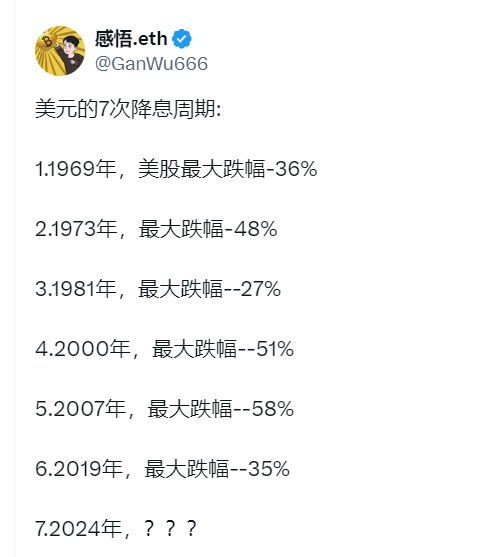 感悟.eth
@GanWu666
美元的7次降息周期:
1.1969年，美股最大跌幅-36%
2.1973年，最大跌幅-48%
3.1981年，最大跌幅--27%
4.2000年，最大跌幅--51%
5.2007年，最大跌幅--58%
6.2019年，最大跌幅--35%
7.2024年，？？？